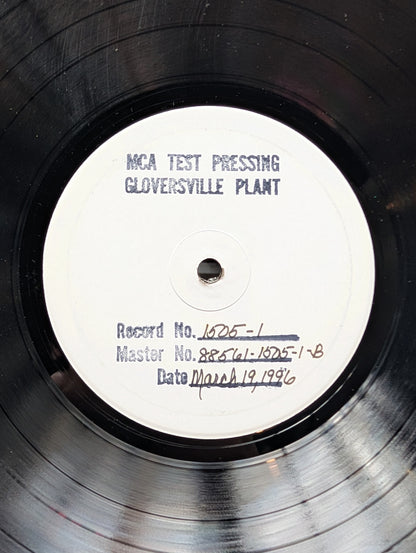 MCA TEST PRESSING
GLOVERSVILLE PLANT
Record No. 1505-1
Master No. 88561-1505-1-B
Date March 19, 1996